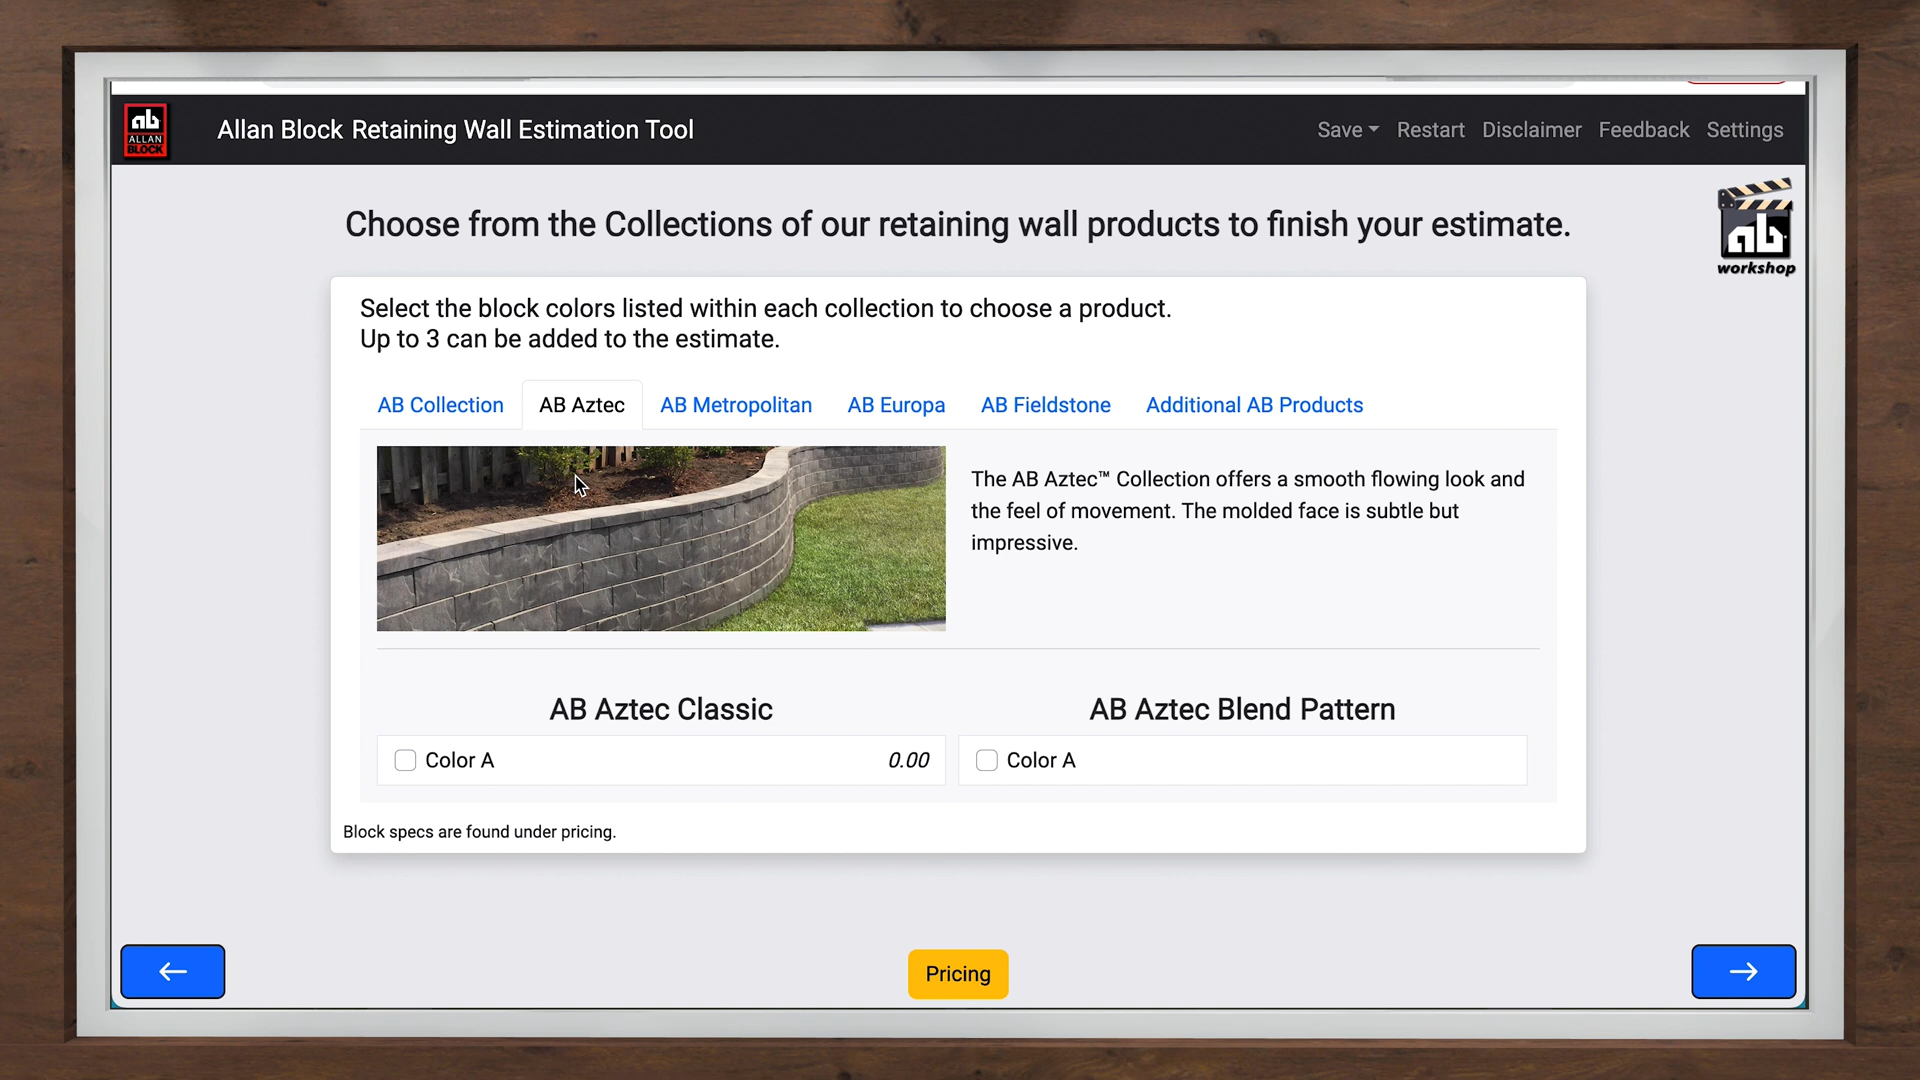 ab
ALLAN
BLOCK
Allan Block Retaining Wall Estimation Tool
Save
Restart
Disclaimer
Feedback
Settings
ab
workshop
Choose from the Collections of our retaining wall products to finish your estimate.
Select the block colors listed within each collection to choose a product.
Up to 3 can be added to the estimate.
AB Collection
AB Aztec
AB Metropolitan
AB Europa
AB Fieldstone
Additional AB Products
The AB Aztec™ Collection offers a smooth flowing look and
the feel of movement. The molded face is subtle but
impressive.
AB Aztec Classic
Color A
0.00
AB Aztec Blend Pattern
Color A
Block specs are found under pricing.
Pricing